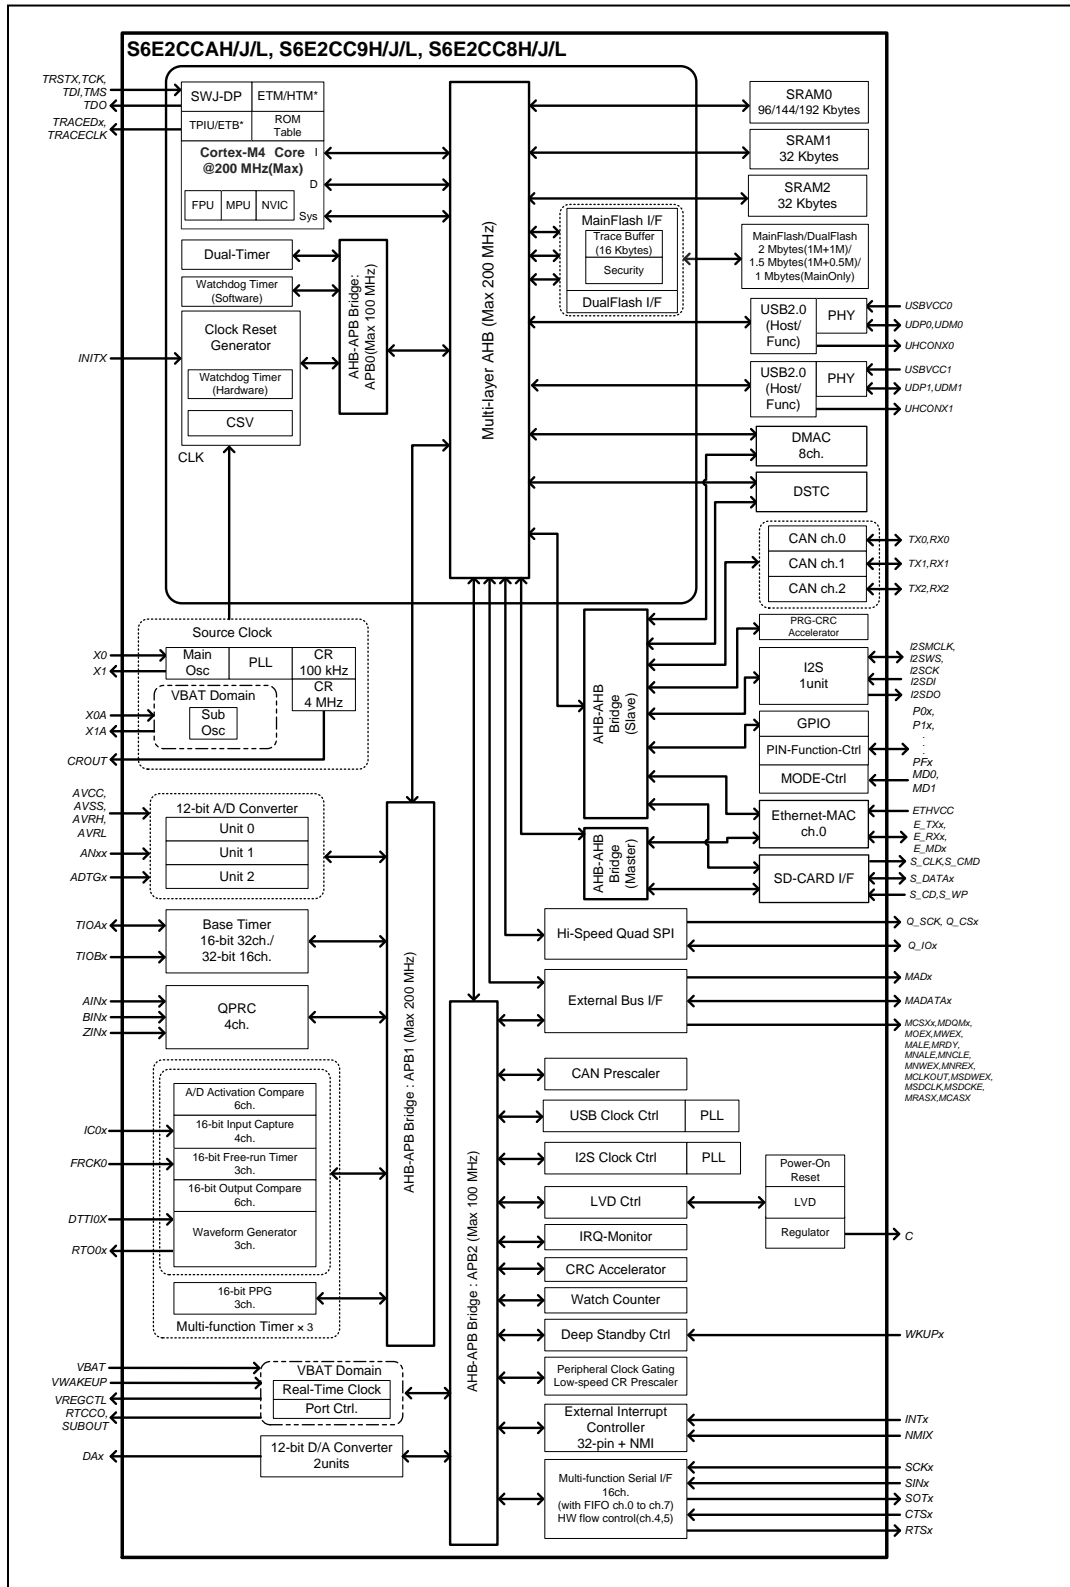 S6E2CCAH/J/L, S6E2CC9H/J/L, S6E2CC8H/J/L
TRSTX,TCK,
TDI,TMS
TDO
TRACEDx,
TRACECLK
SWJ-DP
ETM/HTM*
TPIU/ETB*
ROM
Table
Cortex-M4 Core
@200 MHz(Max)
I
D
Sys
FPU
MPU
NVIC
Dual-Timer
Watchdog Timer
(Software)
Clock Reset
Generator
Watchdog Timer
(Hardware)
CSV
CLK
INITX
AHB-APB Bridge:
APB0(Max 100 MHz)
Multi-layer AHB (Max 200 MHz)
SRAM0
96/144/192 Kbytes
SRAM1
32 Kbytes
SRAM2
32 Kbytes
MainFlash I/F
Trace Buffer
(16 Kbytes)
Security
DualFlash I/F
MainFlash/DualFlash
2 Mbytes(1M+1M)/
1.5 Mbytes(1M+0.5M)/
1 Mbytes(MainOnly)
USB2.0
(Host/
Func)
PHY
USBVCC0
UDP0,UDM0
UHCONX0
USB2.0
(Host/
Func)
PHY
USBVCC1
UDP1,UDM1
UHCONX1
DMAC
8ch.
DSTC
CAN ch.0
CAN ch.1
CAN ch.2
TX0,RX0
TX1,RX1
TX2,RX2
Source Clock
X0
X1
Main
Osc
PLL
CR
100 kHz
CR
4 MHz
VBAT Domain
Sub
Osc
X0A
X1A
CROUT
AHB-AHB
Bridge
(Slave)
AHB-AHB
Bridge
(Master)
PRG-CRC
Accelerator
I2S
1unit
I2SMCLK,
I2SWS,
I2SCK
I2SDI
I2SDO
GPIO
PIN-Function-Ctrl
MODE-Ctrl
P0x,
P1x,
.
.
PFx
MD0,
MD1
Ethernet-MAC
ch.0
ETHVCC
E_TXx,
E_RXx,
E_MDx
SD-CARD I/F
S_CLK,S_CMD
S_DATAx
S_CD,S_WP
AVCC,
AVSS,
AVRH,
AVRL
ANxx
ADTGx
12-bit A/D Converter
Unit 0
Unit 1
Unit 2
TIOAx
TIOBx
Base Timer
16-bit 32ch./
32-bit 16ch.
AINx
BINx
ZINx
QPRC
4ch.
AHB-APB Bridge : APB1 (Max 200 MHz)
AHB-APB Bridge : APB2 (Max 100 MHz)
A/D Activation Compare
6ch.
16-bit Input Capture
4ch.
16-bit Free-run Timer
3ch.
16-bit Output Compare
6ch.
Waveform Generator
3ch.
16-bit PPG
3ch.
Multi-function Timer × 3
IC0x
FRCK0
DTTI0X
RTO0x
VBAT
VWAKEUP
VREGCTL
RTCCO,
SUBOUT
VBAT Domain
Real-Time Clock
Port Ctrl.
DAx
12-bit D/A Converter
2units
Hi-Speed Quad SPI
Q_SCK, Q_CSx
Q_IOx
External Bus I/F
MADx
MADATAx
MCSXx,MDQMx,
MOEX,MWEX,
MALE,MRDY,
MNALE,MNCLE,
MNWEX,MNREX,
MCLKOUT,MSDWEX,
MSDCLK,MSDCKE,
MRASX,MCASX
CAN Prescaler
USB Clock Ctrl
PLL
I2S Clock Ctrl
PLL
LVD Ctrl
Power-On
Reset
LVD
Regulator
C
IRQ-Monitor
CRC Accelerator
Watch Counter
Deep Standby Ctrl
WKUPx
Peripheral Clock Gating
Low-speed CR Prescaler
External Interrupt
Controller
32-pin + NMI
INTx
NMIX
Multi-function Serial I/F
16ch.
(with FIFO ch.0 to ch.7)
HW flow control(ch.4,5)
SCKx
SINx
SOTx
CTSx
RTSx